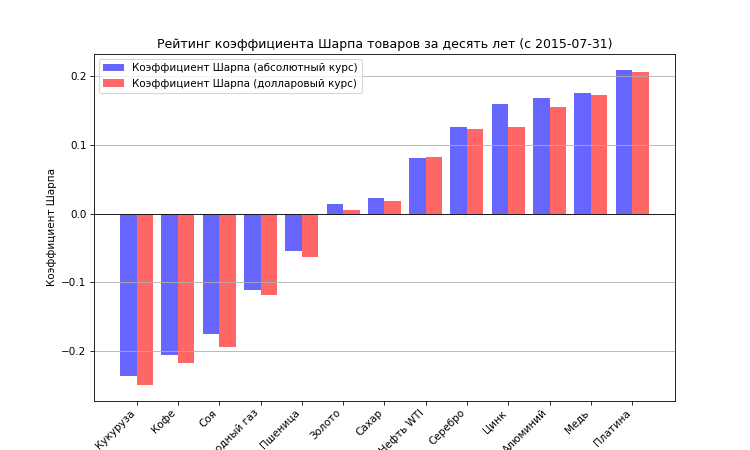 Рейтинг коэффициента Шарпа товаров за десять лет (с 2015-07-31)
Коэффициент Шарпа (абсолютный курс)
Коэффициент Шарпа (долларовый курс)
Коэффициент Шарпа
0.2
0.1
0.0
−0.1
−0.2
Кукуруза
Кофе
Соя
одный газ
Пшеница
Золото
Сахар
Нефть WTI
Серебро
Цинк
Алюминий
Медь
Платина